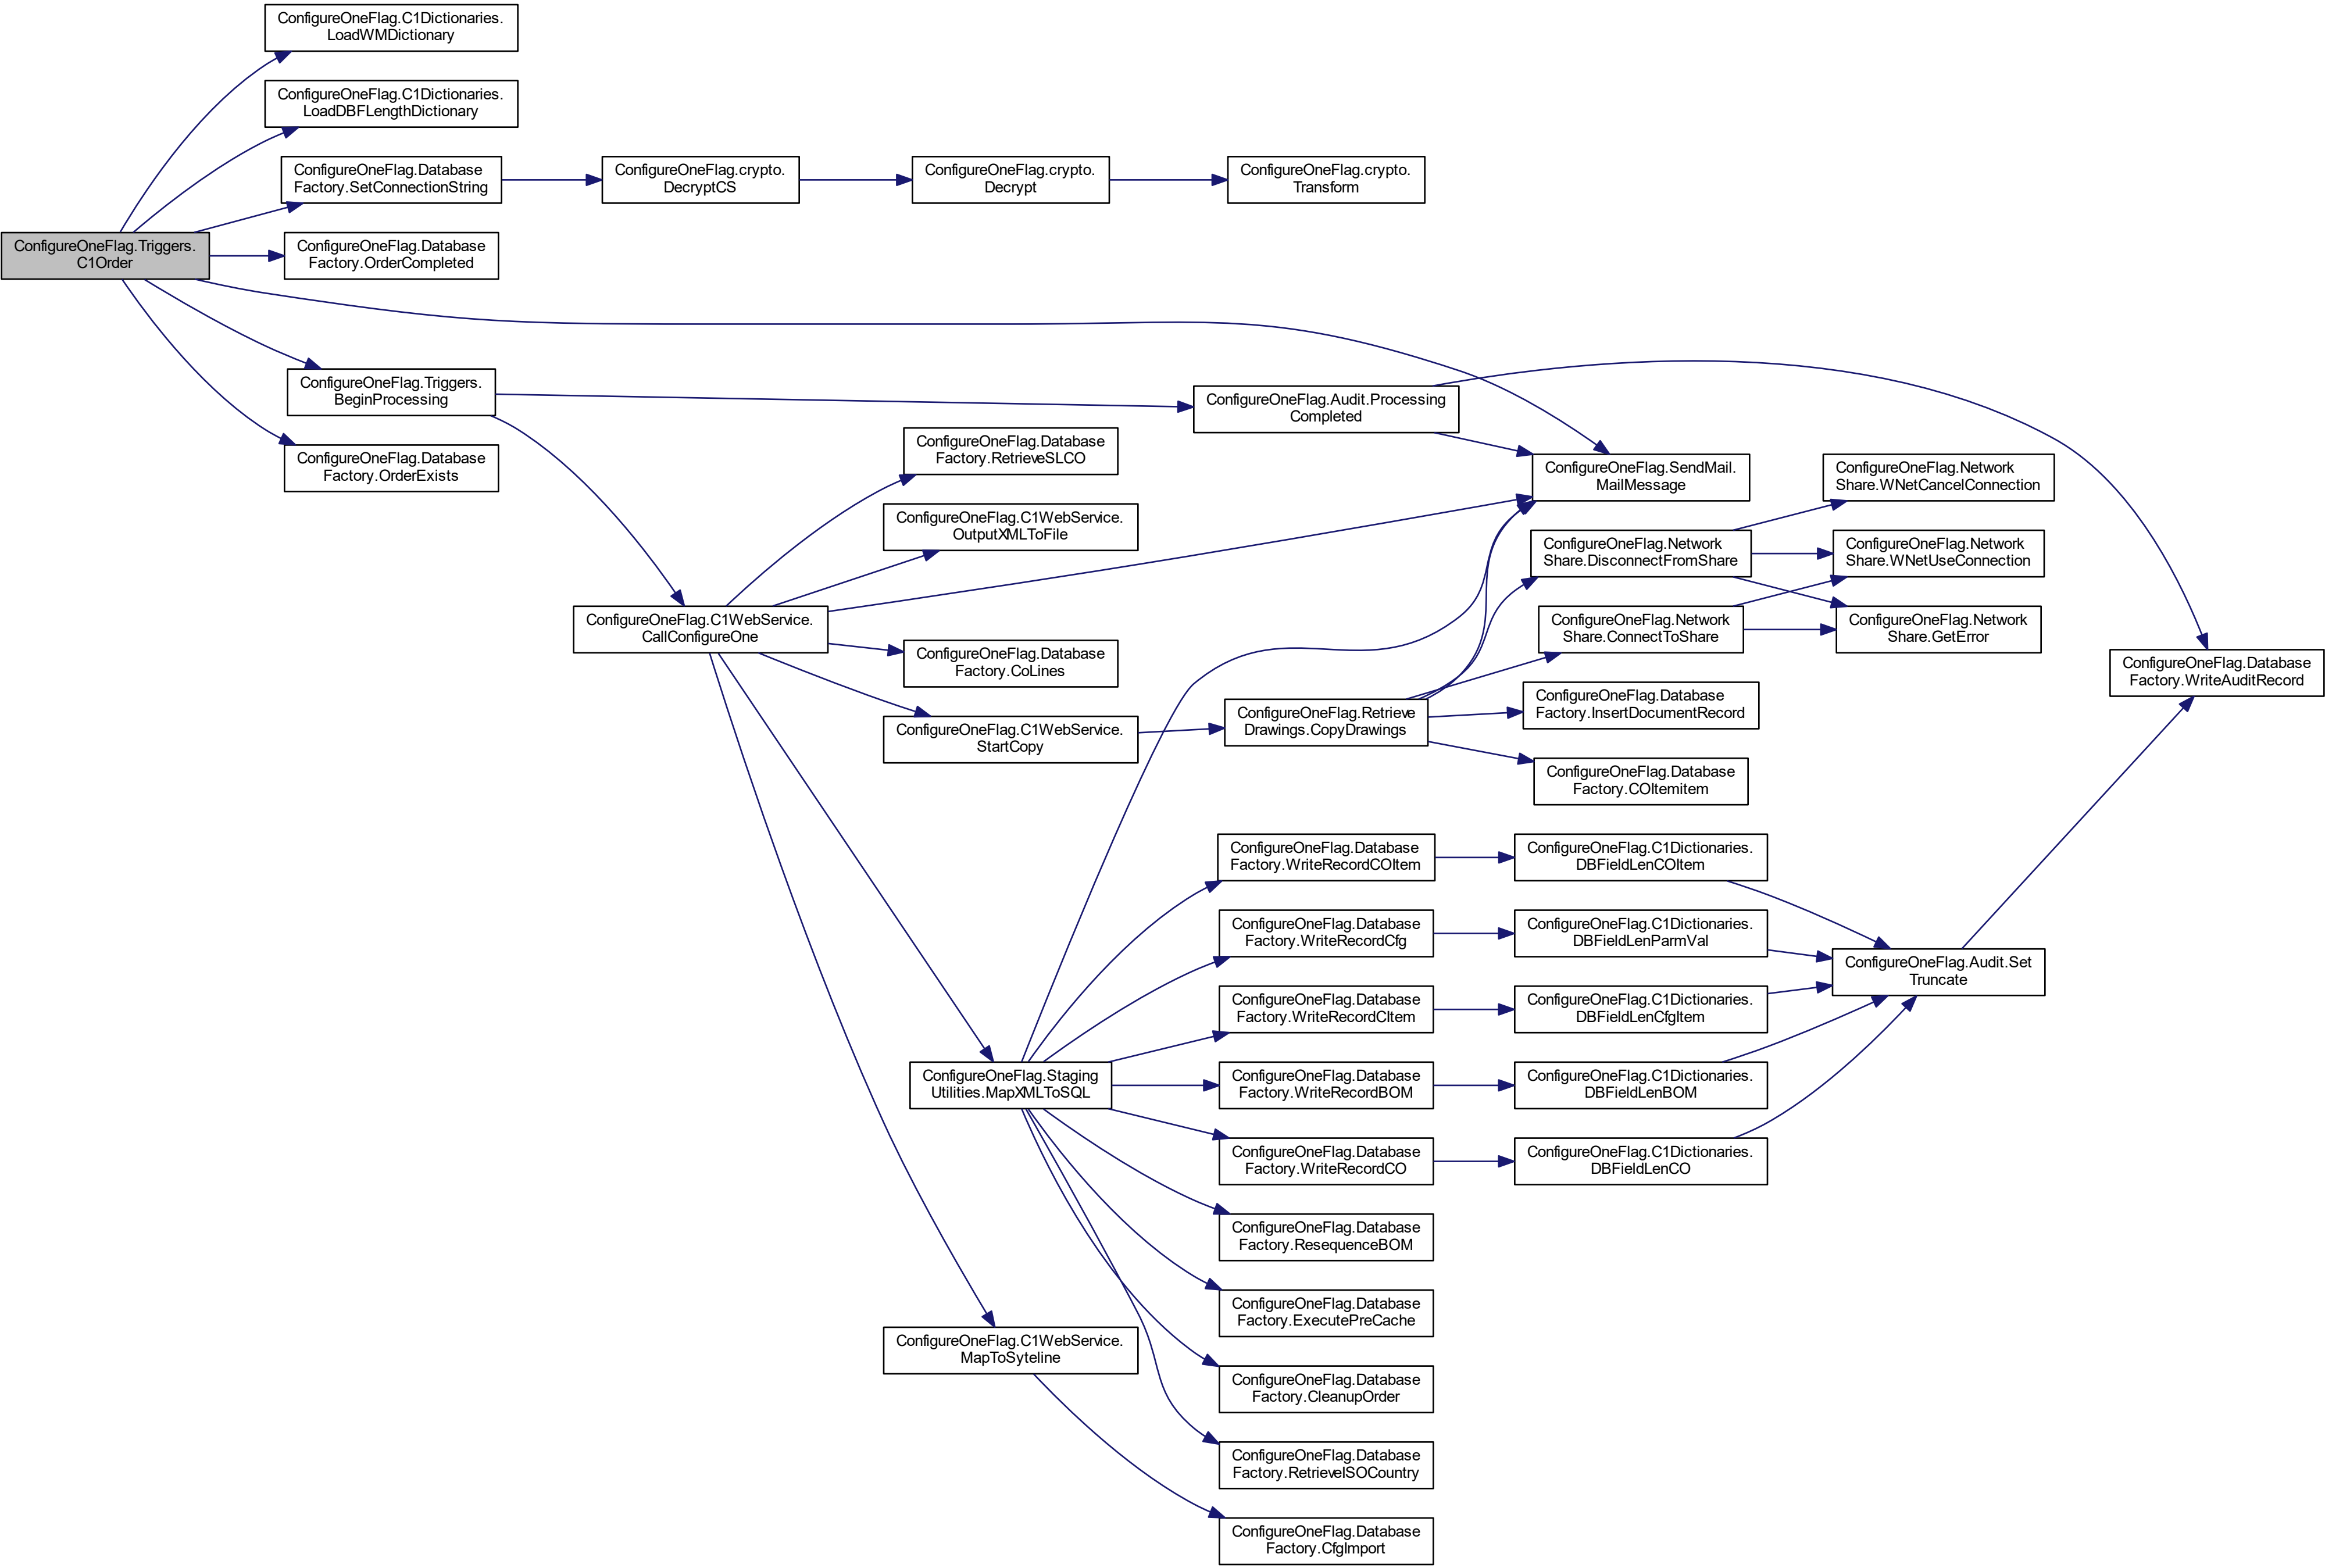 ConfigureOneFlag.C1Dictionaries.
LoadWMDictionary
ConfigureOneFlag.C1Dictionaries.
LoadDBFLengthDictionary
ConfigureOneFlag.Database
Factory.SetConnectionString
ConfigureOneFlag.crypto.
DecryptCS
ConfigureOneFlag.crypto.
Decrypt
ConfigureOneFlag.crypto.
Transform
ConfigureOneFlag.Triggers.
C1Order
ConfigureOneFlag.Database
Factory.OrderCompleted
ConfigureOneFlag.Triggers.
BeginProcessing
ConfigureOneFlag.Audit.Processing
Completed
ConfigureOneFlag.Database
Factory.OrderExists
ConfigureOneFlag.Database
Factory.RetrieveSLCO
ConfigureOneFlag.SendMail.
MailMessage
ConfigureOneFlag.Network
Share.WNetCancelConnection
ConfigureOneFlag.C1WebService.
OutputXMLToFile
ConfigureOneFlag.Network
Share.DisconnectFromShare
ConfigureOneFlag.Network
Share.WNetUseConnection
ConfigureOneFlag.C1WebService.
CallConfigureOne
ConfigureOneFlag.Network
Share.ConnectToShare
ConfigureOneFlag.Network
Share.GetError
ConfigureOneFlag.Database
Factory.CoLines
ConfigureOneFlag.Database
Factory.WriteAuditRecord
ConfigureOneFlag.C1WebService.
StartCopy
ConfigureOneFlag.Retrieve
Drawings.CopyDrawings
ConfigureOneFlag.Database
Factory.InsertDocumentRecord
ConfigureOneFlag.Database
Factory.COItemitem
ConfigureOneFlag.Database
Factory.WriteRecordCOItem
ConfigureOneFlag.C1Dictionaries.
DBFieldLenCOItem
ConfigureOneFlag.Database
Factory.WriteRecordCfg
ConfigureOneFlag.C1Dictionaries.
DBFieldLenParmVal
ConfigureOneFlag.Audit.Set
Truncate
ConfigureOneFlag.Database
Factory.WriteRecordCItem
ConfigureOneFlag.C1Dictionaries.
DBFieldLenCfgItem
ConfigureOneFlag.Staging
Utilities.MapXMLToSQL
ConfigureOneFlag.Database
Factory.WriteRecordBOM
ConfigureOneFlag.C1Dictionaries.
DBFieldLenBOM
ConfigureOneFlag.Database
Factory.WriteRecordCO
ConfigureOneFlag.C1Dictionaries.
DBFieldLenCO
ConfigureOneFlag.Database
Factory.ResequenceBOM
ConfigureOneFlag.Database
Factory.ExecutePreCache
ConfigureOneFlag.C1WebService.
MapToSyteline
ConfigureOneFlag.Database
Factory.CleanupOrder
ConfigureOneFlag.Database
Factory.RetrieveISOCountry
ConfigureOneFlag.Database
Factory.CfgImport